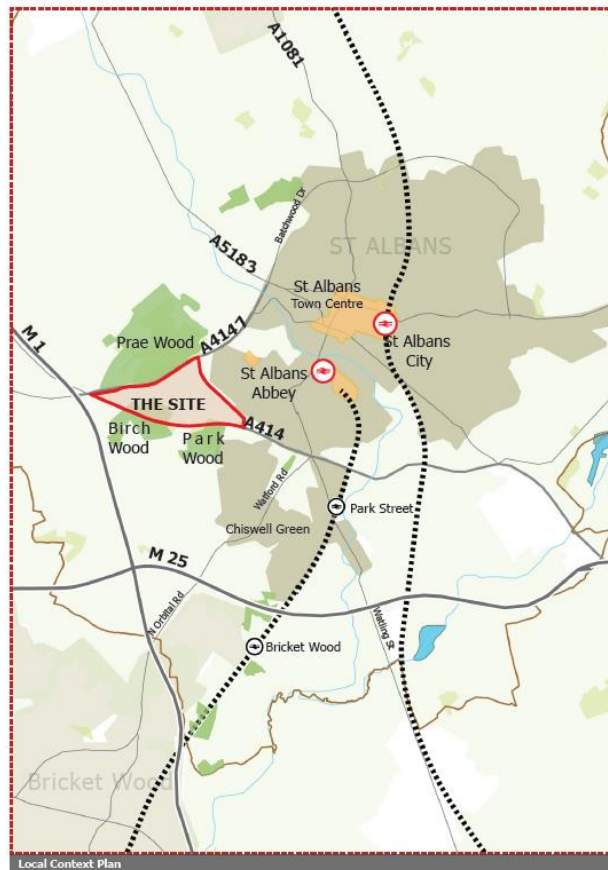 A1081
Batchwood Dr
A5183
ST ALBANS
St Albans
Town Centre
M 1
Prae Wood
A4147
St Albans
City
St Albans
Abbey
THE SITE
Birch
Wood
Park
Wood
A414
Watford Rd
Park Street
Chiswell Green
M 25
N Orbital Rd
Watling St
Bricket Wood
Bricket Wood
Local Context Plan